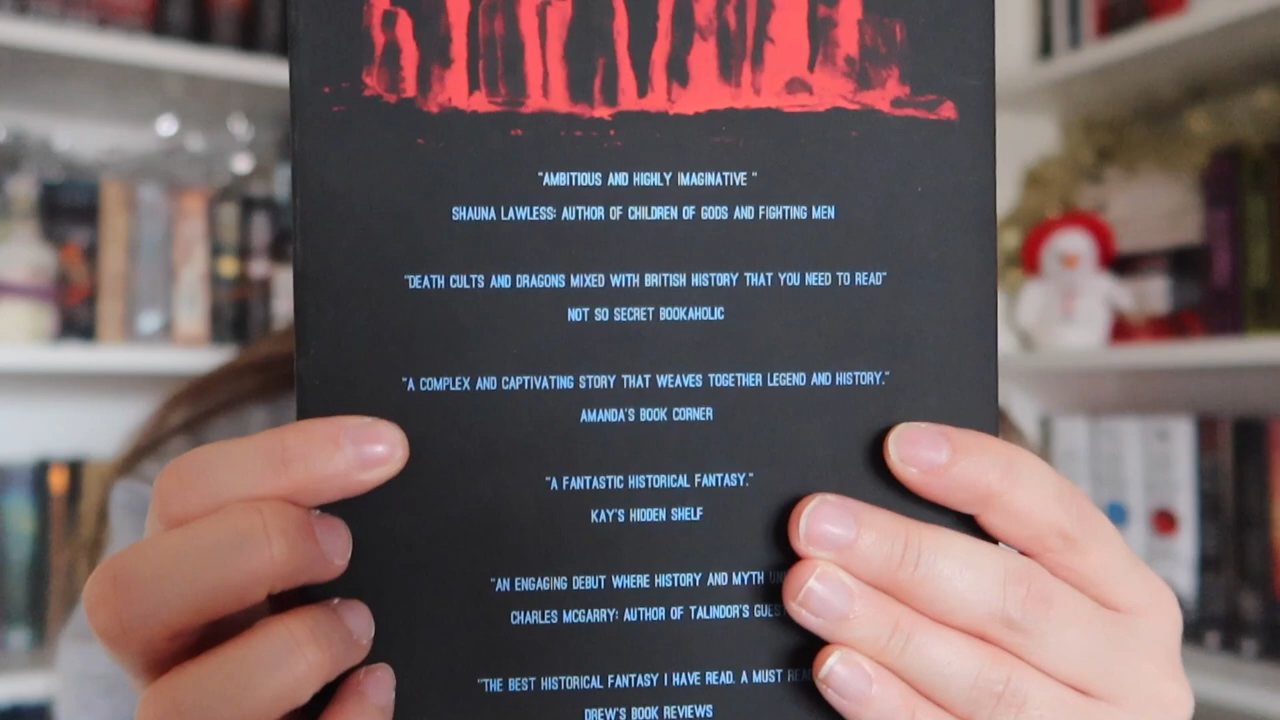 "AMBITIOUS AND HIGHLY IMAGINATIVE "
SHAUNA LAWLESS: AUTHOR OF CHILDREN OF GODS AND FIGHTING MEN
"DEATH CULTS AND DRAGONS MIXED WITH BRITISH HISTORY THAT YOU NEED TO READ"
NOT SO SECRET BOOKAHOLIC
"A COMPLEX AND CAPTIVATING STORY THAT WEAVES TOGETHER LEGEND AND HISTORY."
AMANDA'S BOOK CORNER
"A FANTASTIC HISTORICAL FANTASY."
KAY'S HIDDEN SHELF
"AN ENGAGING DEBUT WHERE HISTORY AND MYTH
CHARLES MCGARRY: AUTHOR OF TALINDOR'S
"THE BEST HISTORICAL FANTASY I HAVE READ. A MUST
DREW'S BOOK REVIEWS